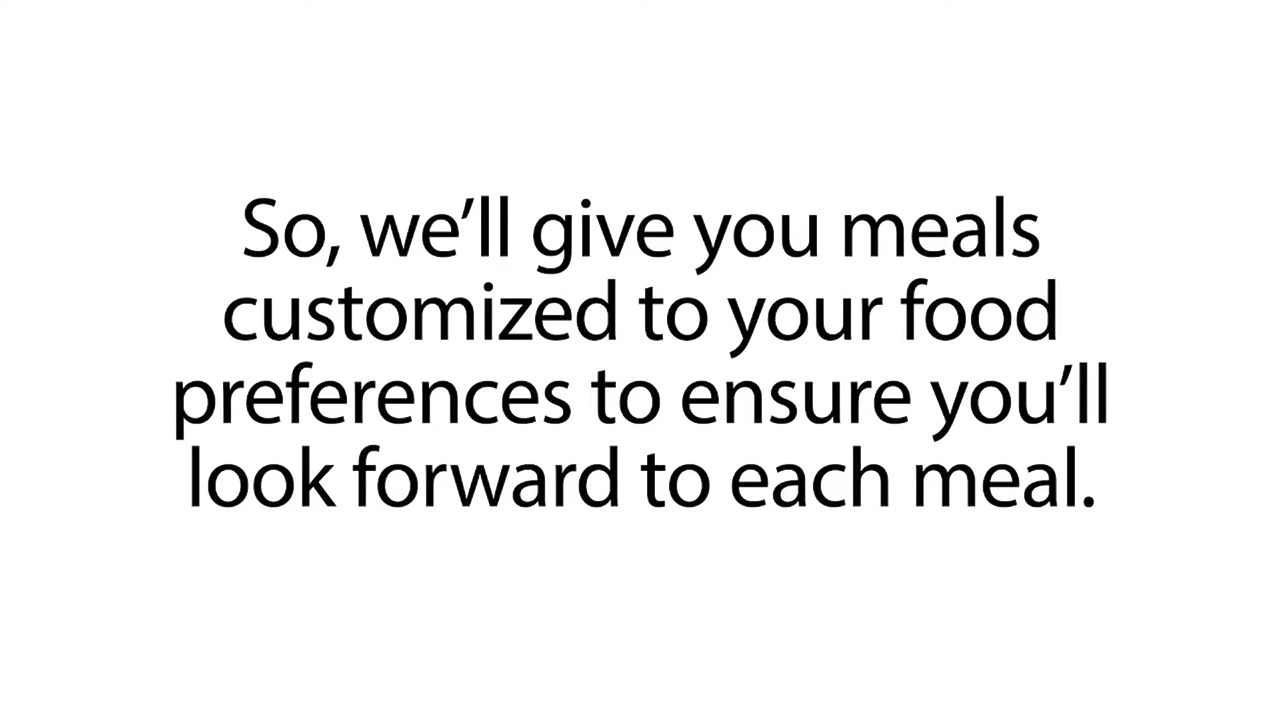 So, we’ll give you meals
customized to your food
preferences to ensure you’ll
look forward to each meal.